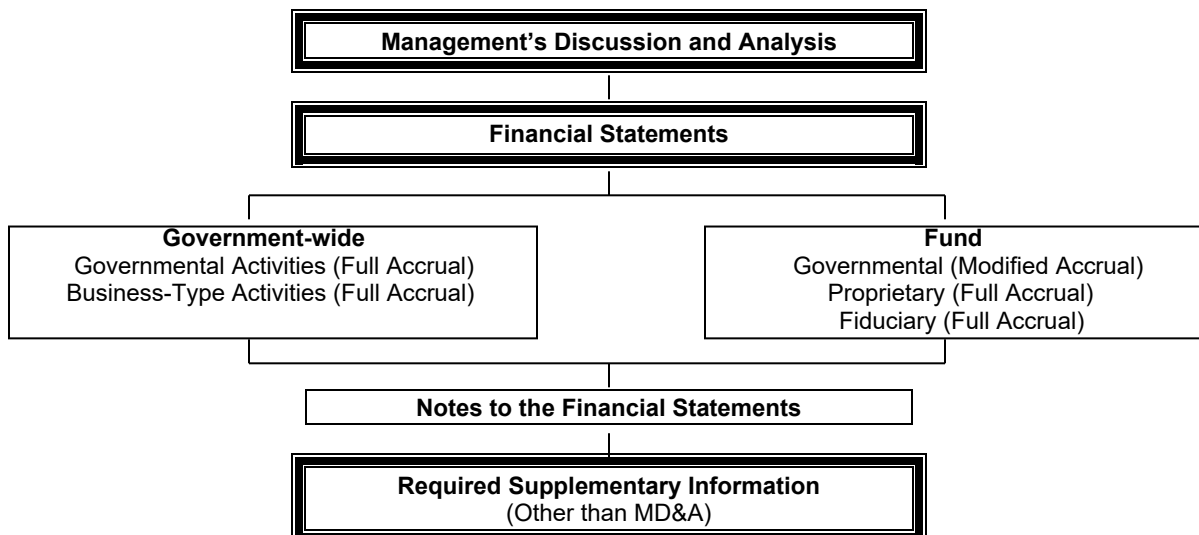 Management’s Discussion and Analysis
Financial Statements
Government-wide
Governmental Activities (Full Accrual)
Business-Type Activities (Full Accrual)
Fund
Governmental (Modified Accrual)
Proprietary (Full Accrual)
Fiduciary (Full Accrual)
Notes to the Financial Statements
Required Supplementary Information
(Other than MD&A)